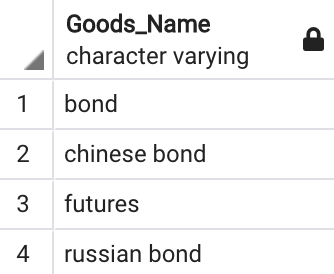 Goods_Name
character varying
1 bond
2 chinese bond
3 futures
4 russian bond